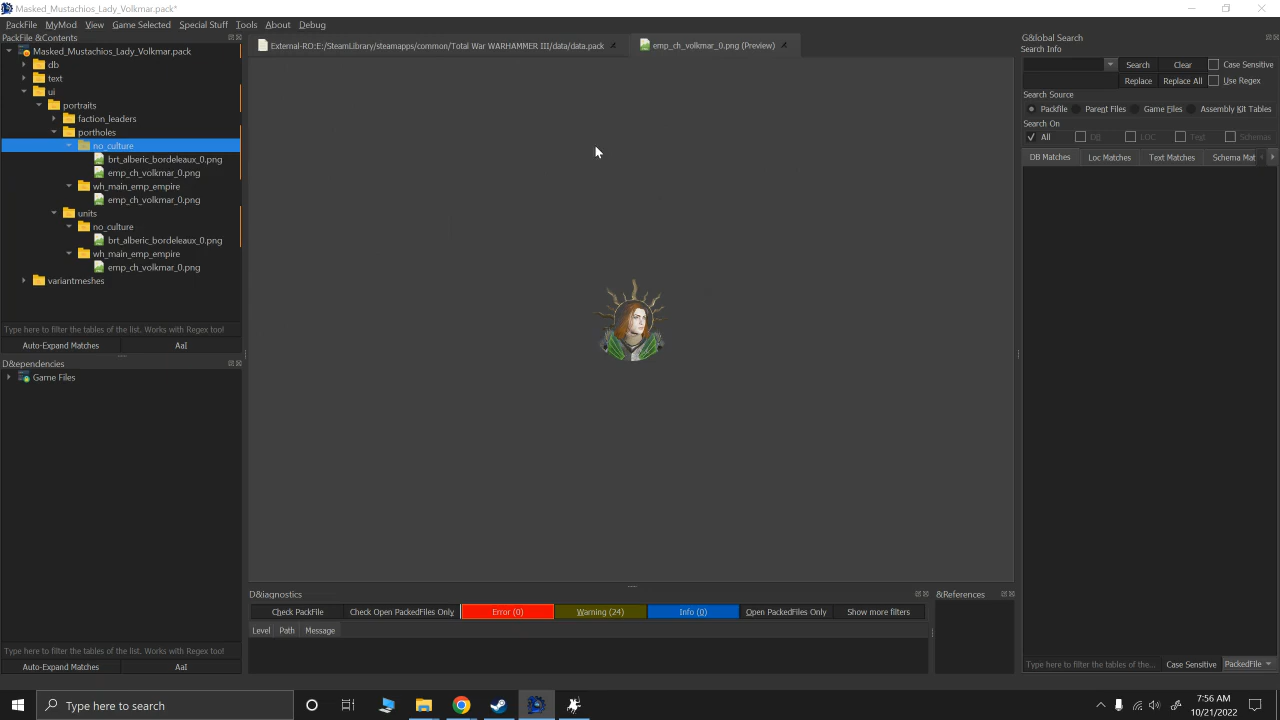 Masked_Mustachios_Lady_Volkmar.pack*
PackFile MyMod View Game Selected Special Stuff Tools About Debug
PackFile &Contents
Masked_Mustachios_Lady_Volkmar.pack
db
text
ui
portraits
faction_leaders
portholes
no_culture
brt_alberic_bordeleaux_0.png
emp_ch_volkmar_0.png
wh_main_emp_empire
emp_ch_volkmar_0.png
units
no_culture
brt_alberic_bordeleaux_0.png
wh_main_emp_empire
emp_ch_volkmar_0.png
variantmeshes
Type here to filter the tables of the list. Works with Regex too!
Auto-Expand Matches AaI
D&ependencies
Game Files
Type here to filter the tables of the list. Works with Regex too!
Auto-Expand Matches AaI
External-RO:E:/SteamLibrary/steamapps/common/Total War WARHAMMER III/data/data.pack
emp_ch_volkmar_0.png (Preview)
D&iagnostics
Check PackFile Check Open PackedFiles Only Error (0) Warning (24) Info (0) Open PackedFiles Only Show more filters
Level Path Message
&References
G&lobal Search
Search Info
Search Clear Case Sensitive
Replace Replace All Use Regex
Search Source
Packfile Parent Files Game Files Assembly Kit Tables
Search On
All DB LOC Text Schemas
DB Matches Loc Matches Text Matches Schema Mat
Type here to filter the tables of the... Case Sensitive PackedFile
Type here to search
7:56 AM
10/21/2022